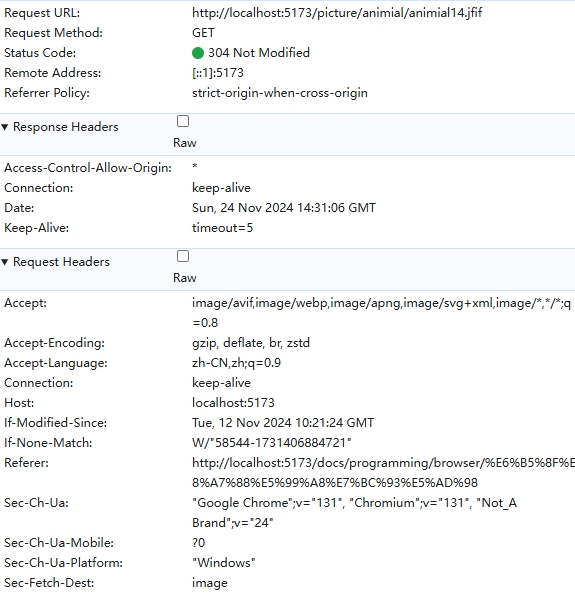 Request URL: http://localhost:5173/picture/animial/animial14.jfif
Request Method: GET
Status Code: 304 Not Modified
Remote Address: [::1]:5173
Referrer Policy: strict-origin-when-cross-origin
Response Headers
Raw
Access-Control-Allow-Origin: *
Connection: keep-alive
Date: Sun, 24 Nov 2024 14:31:06 GMT
Keep-Alive: timeout=5
Request Headers
Raw
Accept: image/avif,image/webp,image/apng,image/svg+xml,image/*,*/*;q
=0.8
Accept-Encoding: gzip, deflate, br, zstd
Accept-Language: zh-CN,zh;q=0.9
Connection: keep-alive
Host: localhost:5173
If-Modified-Since: Tue, 12 Nov 2024 10:21:24 GMT
If-None-Match: W/"58544-1731406884721"
Referer: http://localhost:5173/docs/programming/browser/%E6%B5%8F%E
8%A7%88%E5%99%A8%E7%BC%93%E5%AD%98
Sec-Ch-Ua: "Google Chrome";v="131", "Chromium";v="131", "Not_A
Brand";v="24"
Sec-Ch-Ua-Mobile: ?0
Sec-Ch-Ua-Platform: "Windows"
Sec-Fetch-Dest: image